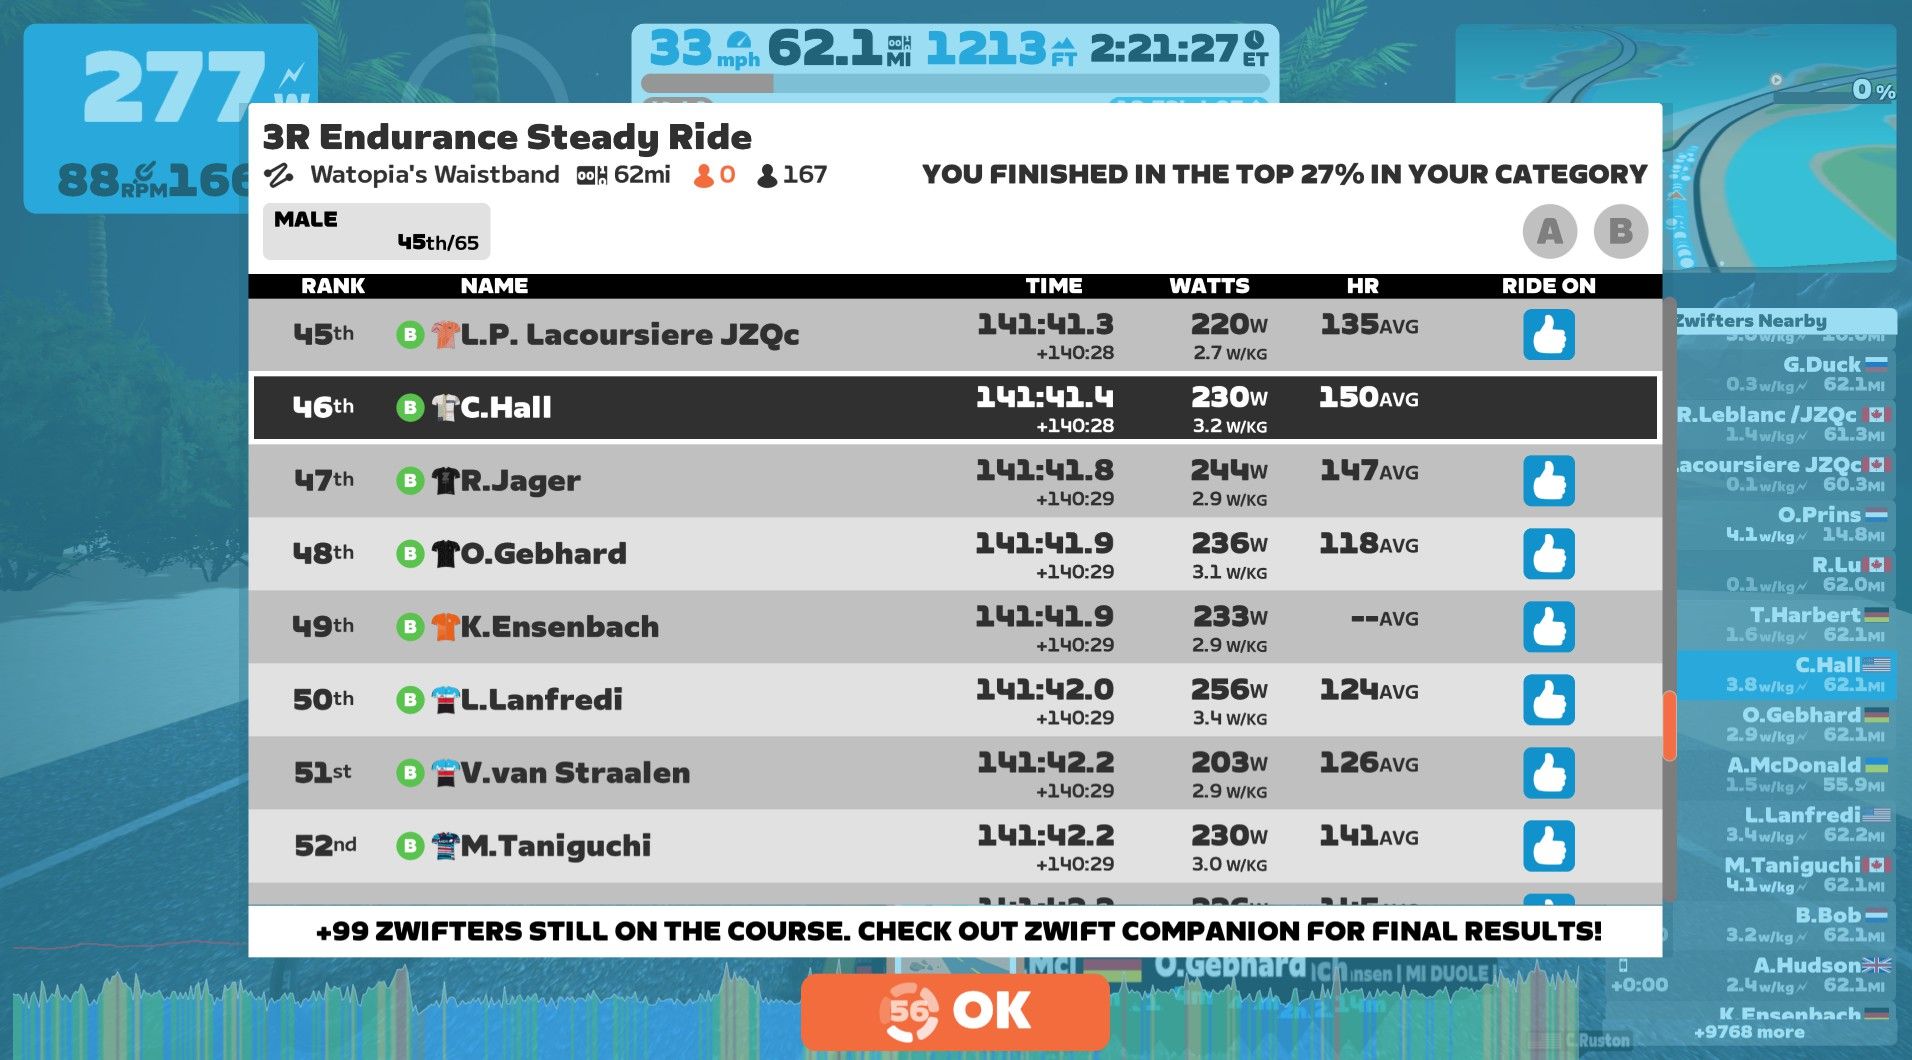 277 W
88 RPM 166
33 mph 62.1 MI 1213 FT 2:21:27 ET
0 %
3R Endurance Steady Ride
Watopia's Waistband 62mi 0 167
YOU FINISHED IN THE TOP 27% IN YOUR CATEGORY
MALE
45th/65
A B
RANK NAME TIME WATTS HR RIDE ON
45th B L.P. Lacoursiere JZQc 141:41.3 220W 135AVG
+140:28 2.7 W/KG
46th B C.Hall 141:41.4 230W 150AVG
+140:28 3.2 W/KG
47th B R.Jager 141:41.8 244W 147AVG
+140:29 2.9 W/KG
48th B O.Gebhard 141:41.9 236W 118AVG
+140:29 3.1 W/KG
49th B K.Ensenbach 141:41.9 233W --AVG
+140:29 2.9 W/KG
50th B L.Lanfredi 141:42.0 256W 124AVG
+140:29 3.4 W/KG
51st B V.van Straalen 141:42.2 203W 126AVG
+140:29 2.9 W/KG
52nd B M.Taniguchi 141:42.2 230W 141AVG
+140:29 3.0 W/KG
+99 ZWIFTERS STILL ON THE COURSE. CHECK OUT ZWIFT COMPANION FOR FINAL RESULTS!
56 OK
Zwifters Nearby
G.Duck
0.3w/kg 62.1MI
R.Leblanc /JZQc
1.4w/kg 61.3MI
acoursiere JZQc
0.1w/kg 60.3MI
O.Prins
4.1w/kg 14.8MI
R.Lu
0.1w/kg 62.0MI
T.Harbert
1.6w/kg 62.1MI
C.Hall
3.8w/kg 62.1MI
O.Gebhard
2.9w/kg 62.1MI
A.McDonald
1.5w/kg 55.9MI
L.Lanfredi
3.4w/kg 62.2MI
M.Taniguchi
4.1w/kg 62.1MI
B.Bob
3.2w/kg 62.1MI
A.Hudson
2.4w/kg 62.1MI
K.Ensenbach
+9768 more
+0:00
O.Gebhard
nsen | MI DUOLE |
C.Ruston